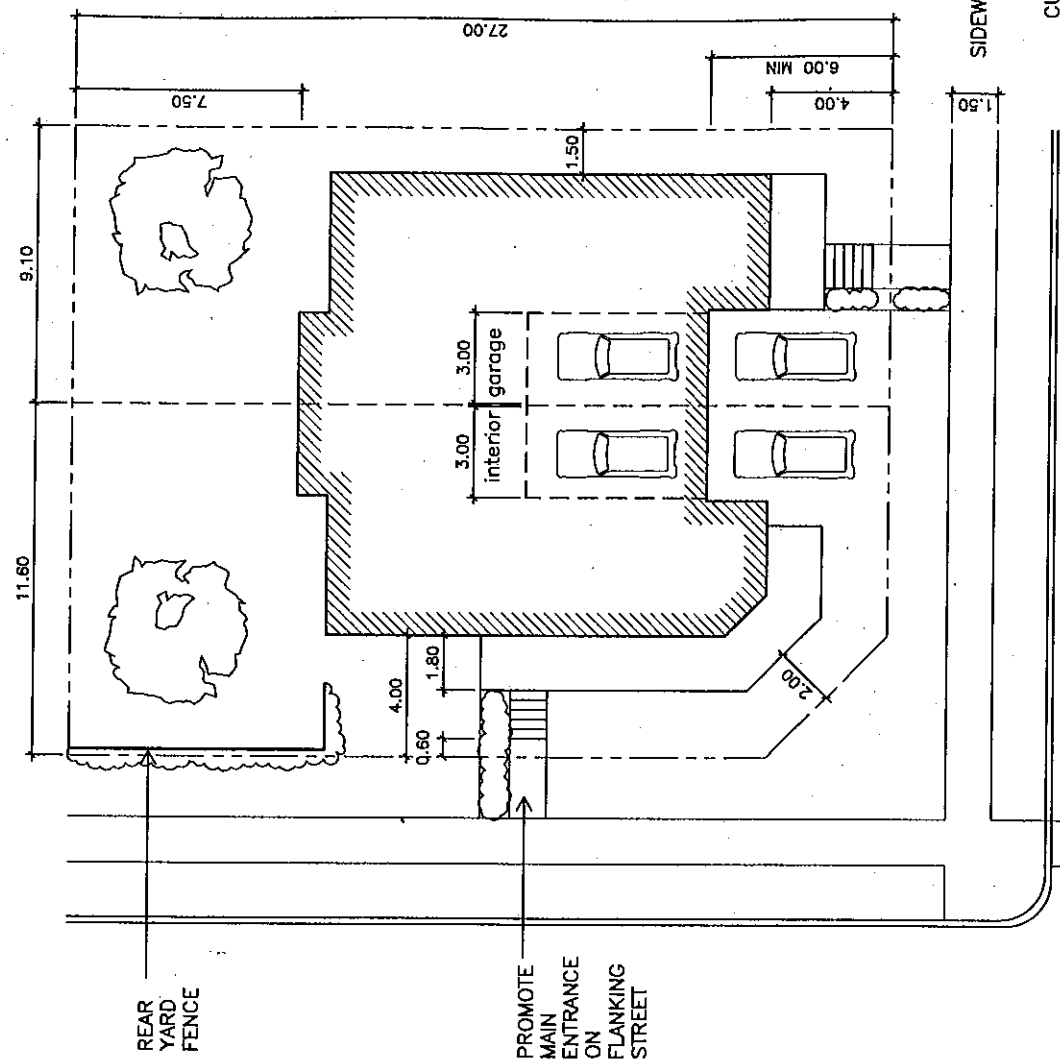 27.00
7.50
6.00 MIN
4.00
SIDEW
CU
1.50
9.10
1.50
11.60
3.00
3.00
interior garage
4.00
1.80
0.60
2.00
REAR
YARD
FENCE
PROMOTE
MAIN
ENTRANCE
ON
FLANKING
STREET